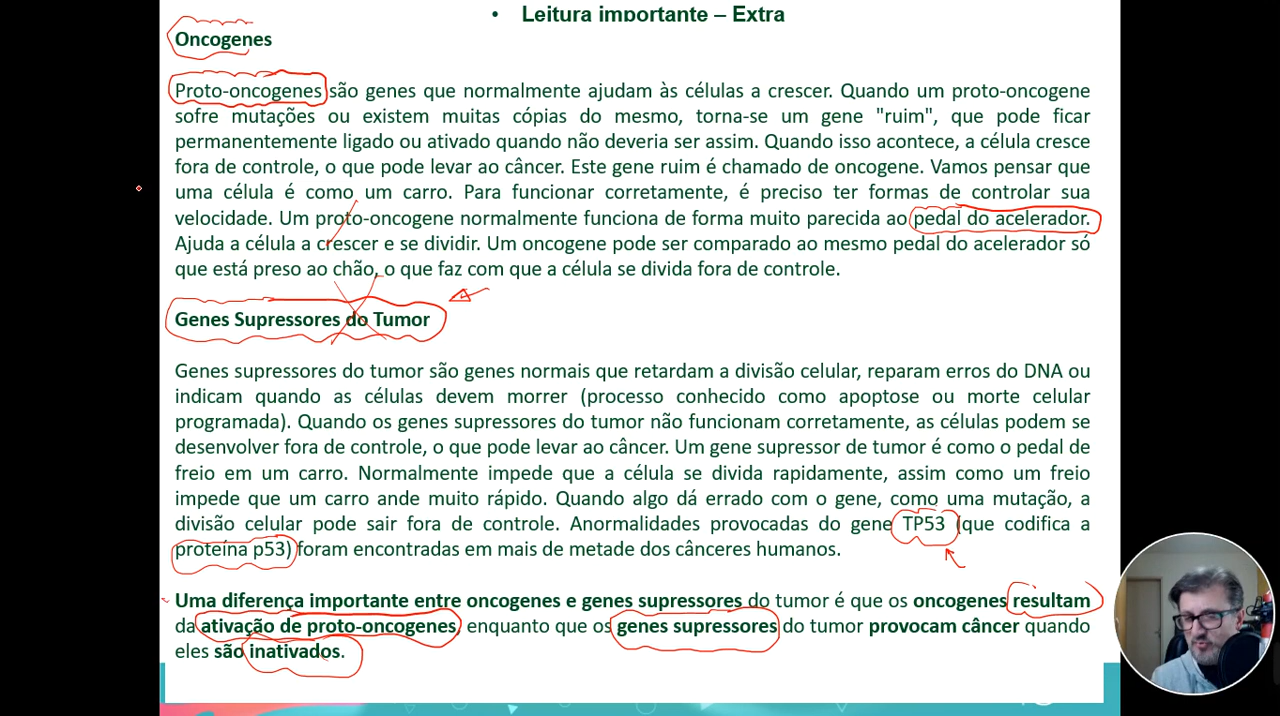 • Leitura importante – Extra
Oncogenes
Proto-oncogenes são genes que normalmente ajudam às células a crescer. Quando um proto-oncogene
sofre mutações ou existem muitas cópias do mesmo, torna-se um gene "ruim", que pode ficar
permanentemente ligado ou ativado quando não deveria ser assim. Quando isso acontece, a célula cresce
fora de controle, o que pode levar ao câncer. Este gene ruim é chamado de oncogene. Vamos pensar que
uma célula é como um carro. Para funcionar corretamente, é preciso ter formas de controlar sua
velocidade. Um proto-oncogene normalmente funciona de forma muito parecida ao pedal do acelerador.
Ajuda a célula a crescer e se dividir. Um oncogene pode ser comparado ao mesmo pedal do acelerador só
que está preso ao chão, o que faz com que a célula se divida fora de controle.
Genes Supressores do Tumor
Genes supressores do tumor são genes normais que retardam a divisão celular, reparam erros do DNA ou
indicam quando as células devem morrer (processo conhecido como apoptose ou morte celular
programada). Quando os genes supressores do tumor não funcionam corretamente, as células podem se
desenvolver fora de controle, o que pode levar ao câncer. Um gene supressor de tumor é como o pedal de
freio em um carro. Normalmente impede que a célula se divida rapidamente, assim como um freio
impede que um carro ande muito rápido. Quando algo dá errado com o gene, como uma mutação, a
divisão celular pode sair fora de controle. Anormalidades provocadas do gene TP53 (que codifica a
proteína p53) foram encontradas em mais de metade dos cânceres humanos.
Uma diferença importante entre oncogenes e genes supressores do tumor é que os oncogenes resultam
da ativação de proto-oncogenes, enquanto que os genes supressores do tumor provocam câncer quando
eles são inativados.